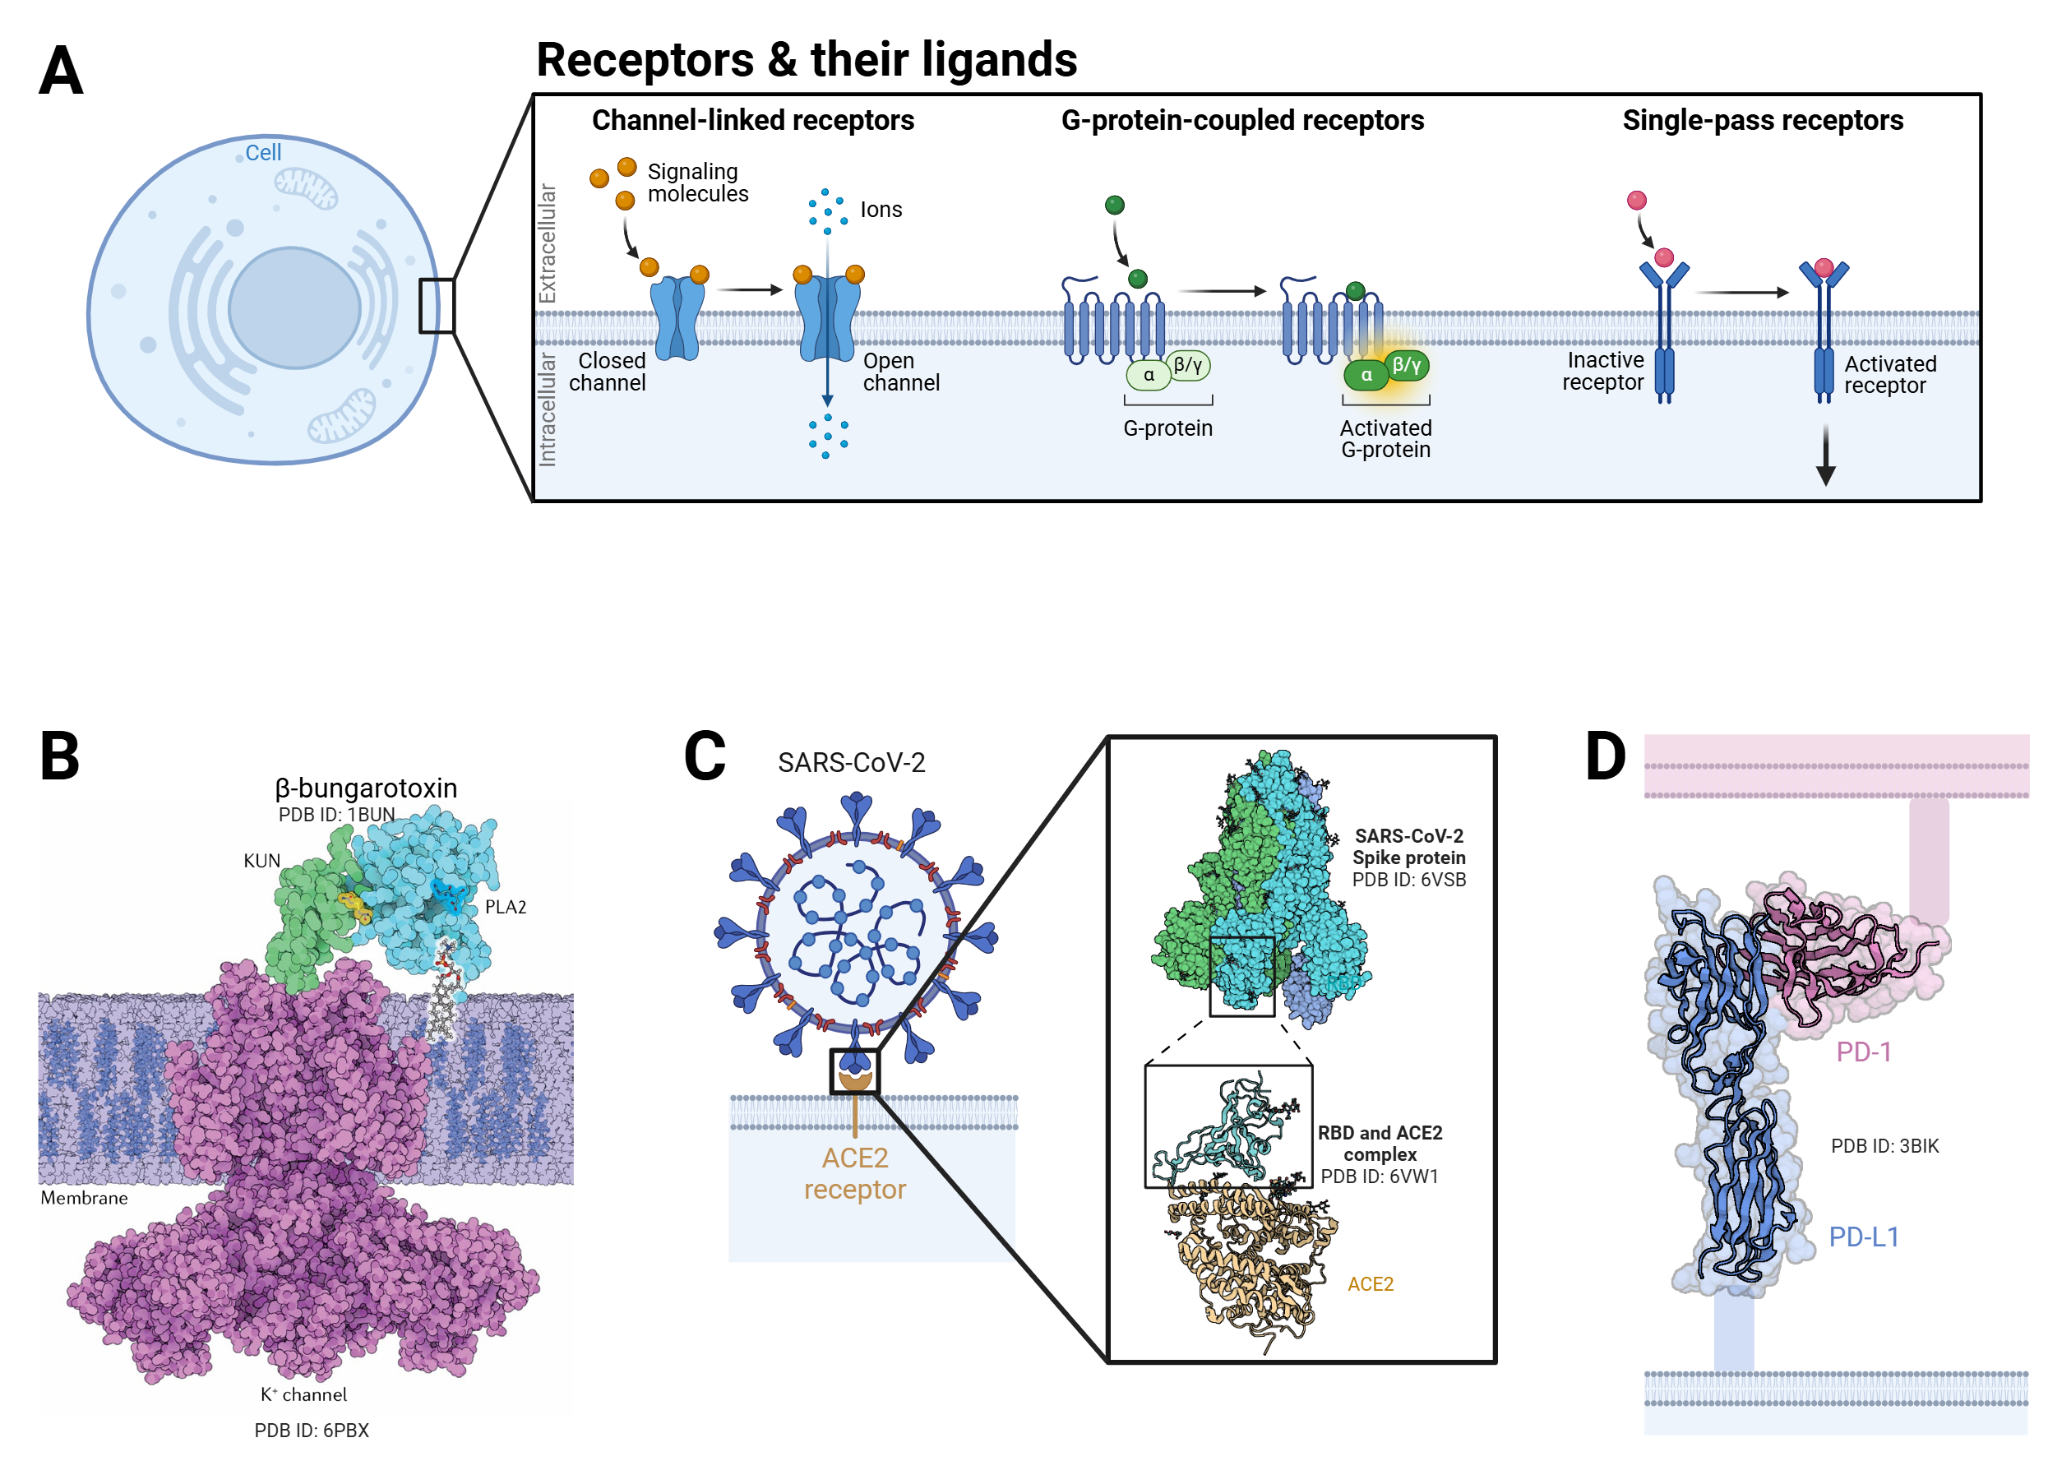 A
Receptors & their ligands
Cell
Channel-linked receptors
G-protein-coupled receptors
Single-pass receptors
Extracellular
Intracellular
Signaling
molecules
Ions
Closed
channel
Open
channel
α
β/γ
G-protein
α
β/γ
Activated
G-protein
Inactive
receptor
Activated
receptor
B
β-bungarotoxin
PDB ID: 1BUN
KUN
PLA2
Membrane
K⁺ channel
PDB ID: 6PBX
C
SARS-CoV-2
ACE2
receptor
SARS-CoV-2
Spike protein
PDB ID: 6VSB
RBD and ACE2
complex
PDB ID: 6VW1
ACE2
D
PD-1
PDB ID: 3BIK
PD-L1